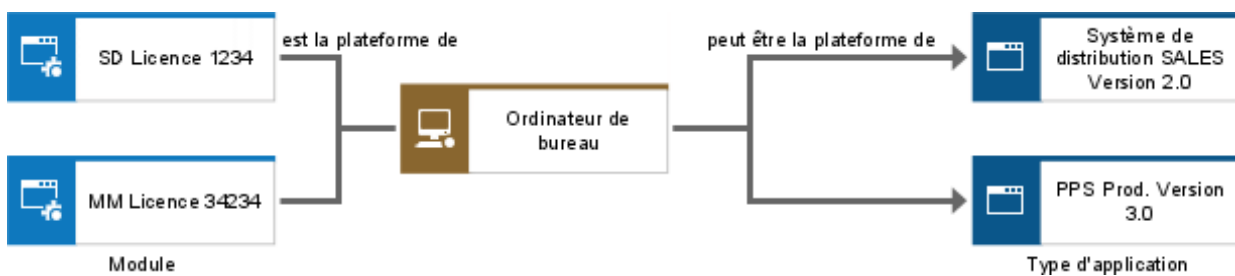 SD Licence 1234
est la plateforme de
peut être la plateforme de
Système de
distribution SALES
Version 2.0
Ordinateur de
bureau
MM Licence 34234
PPS Prod. Version
3.0
Module
Type d'application